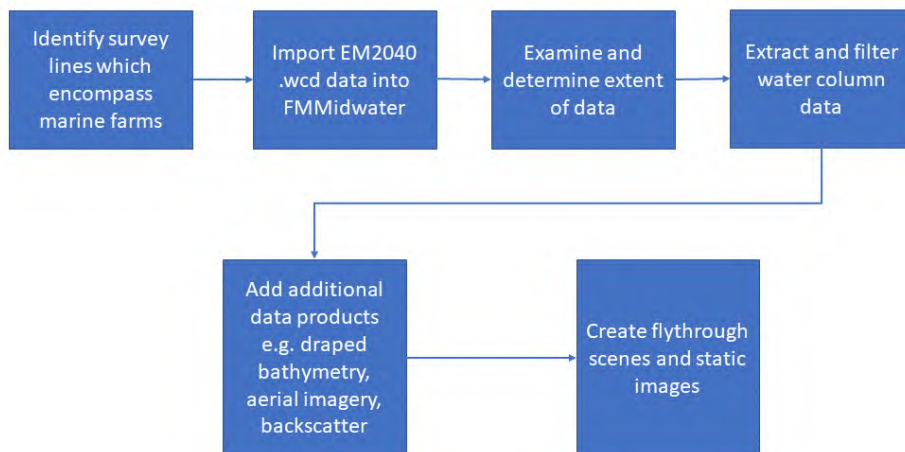 Identify survey
lines which
encompass
marine farms
Import EM2040
.wcd data into
FMMidwater
Examine and
determine extent
of data
Extract and filter
water column
data
Add additional
data products
e.g. draped
bathymetry,
aerial imagery,
backscatter
Create flythrough
scenes and static
images